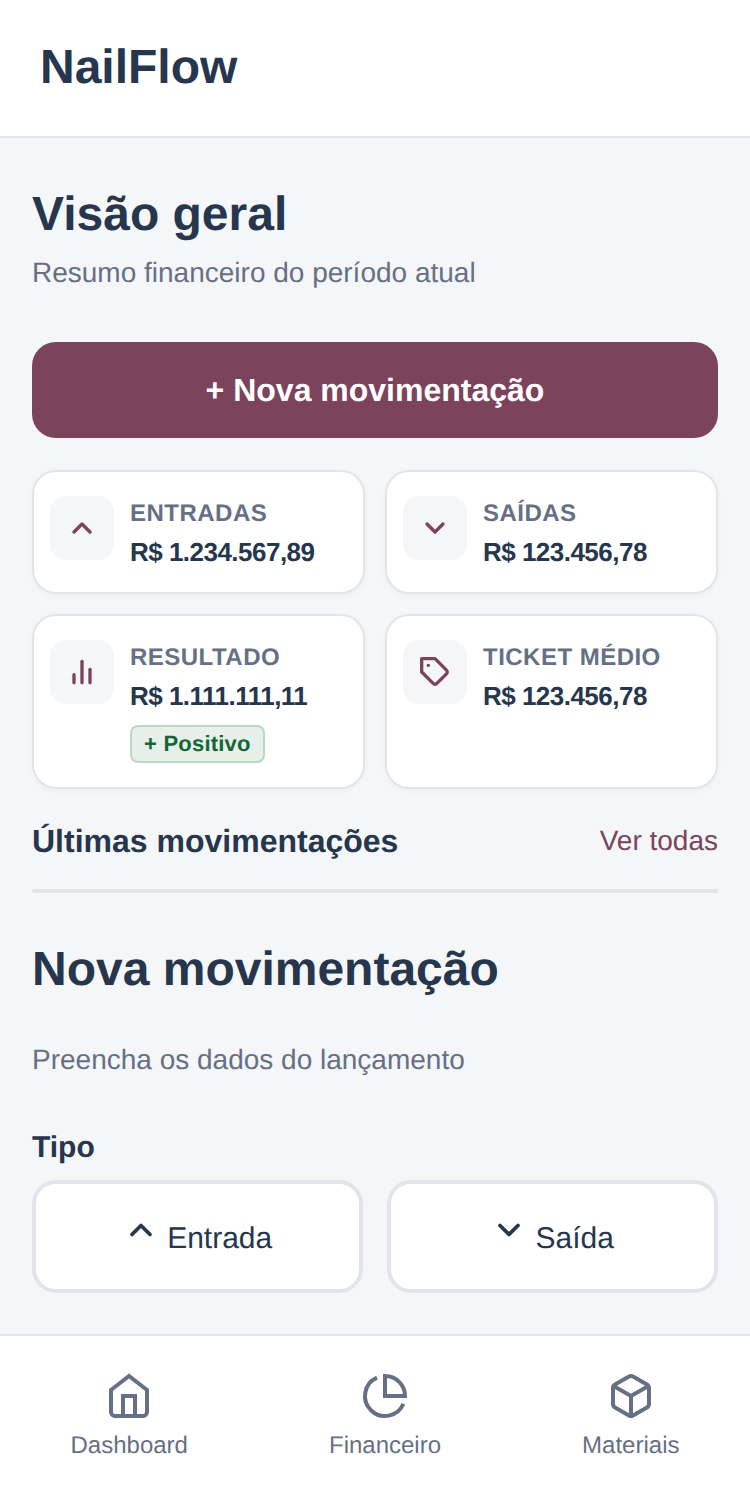 NailFlow
Visão geral
Resumo financeiro do período atual
+ Nova movimentação
ENTRADAS
R$ 1.234.567,89
SAÍDAS
R$ 123.456,78
RESULTADO
R$ 1.111.111,11
+ Positivo
TICKET MÉDIO
R$ 123.456,78
Últimas movimentações
Ver todas
Nova movimentação
Preencha os dados do lançamento
Tipo
Entrada
Saída
Dashboard
Financeiro
Materiais